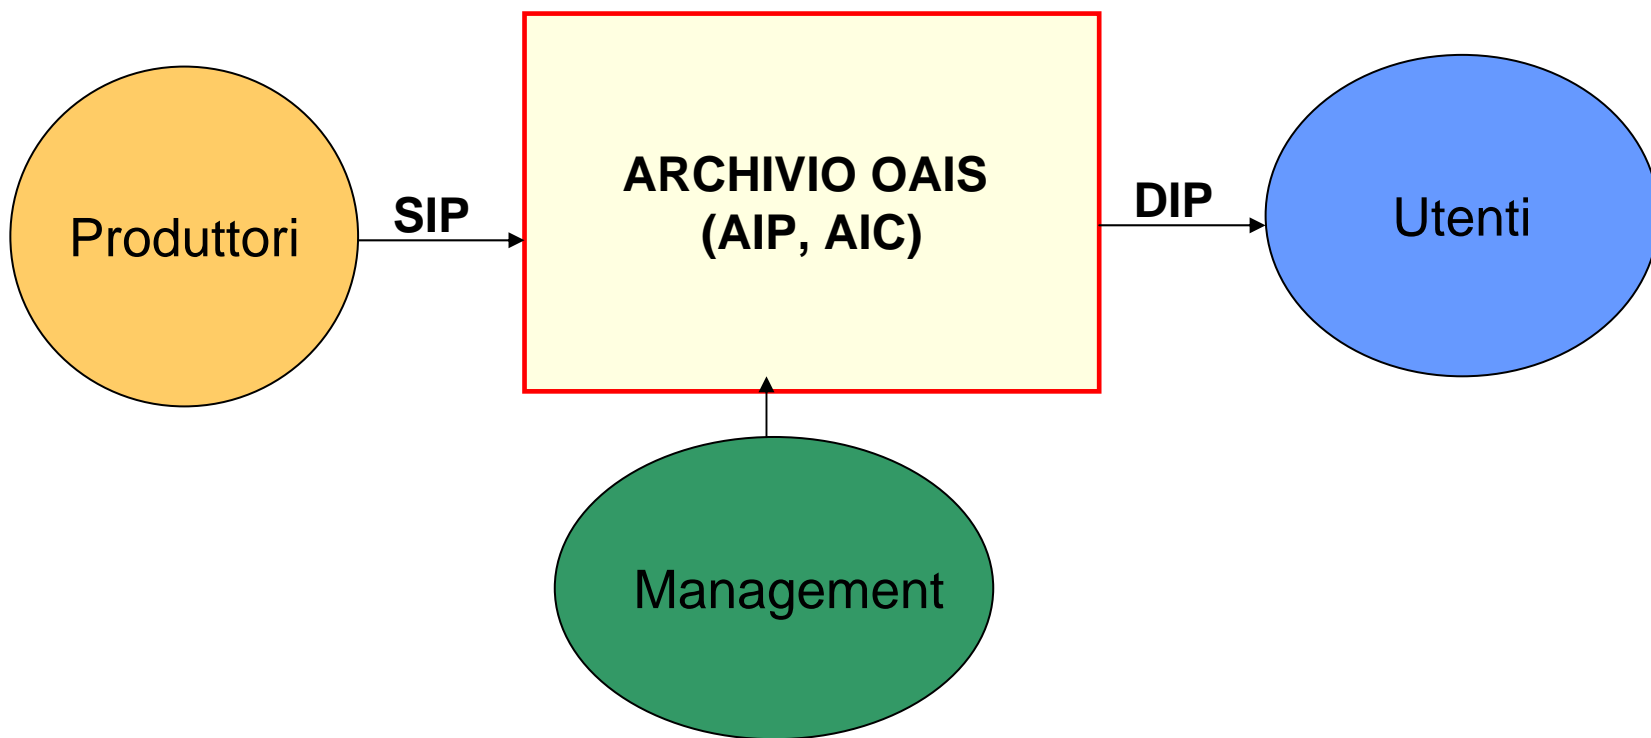 Produttori
SIP
ARCHIVIO OAIS
(AIP, AIC)
DIP
Utenti
Management